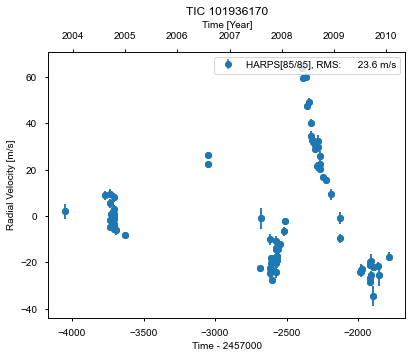 TIC 101936170
Time [Year]
2004 2005 2006 2007 2008 2009 2010
HARPS[85/85], RMS: 23.6 m/s
60
40
20
0
−20
−40
Radial Velocity [m/s]
−4000 −3500 −3000 −2500 −2000
Time - 2457000